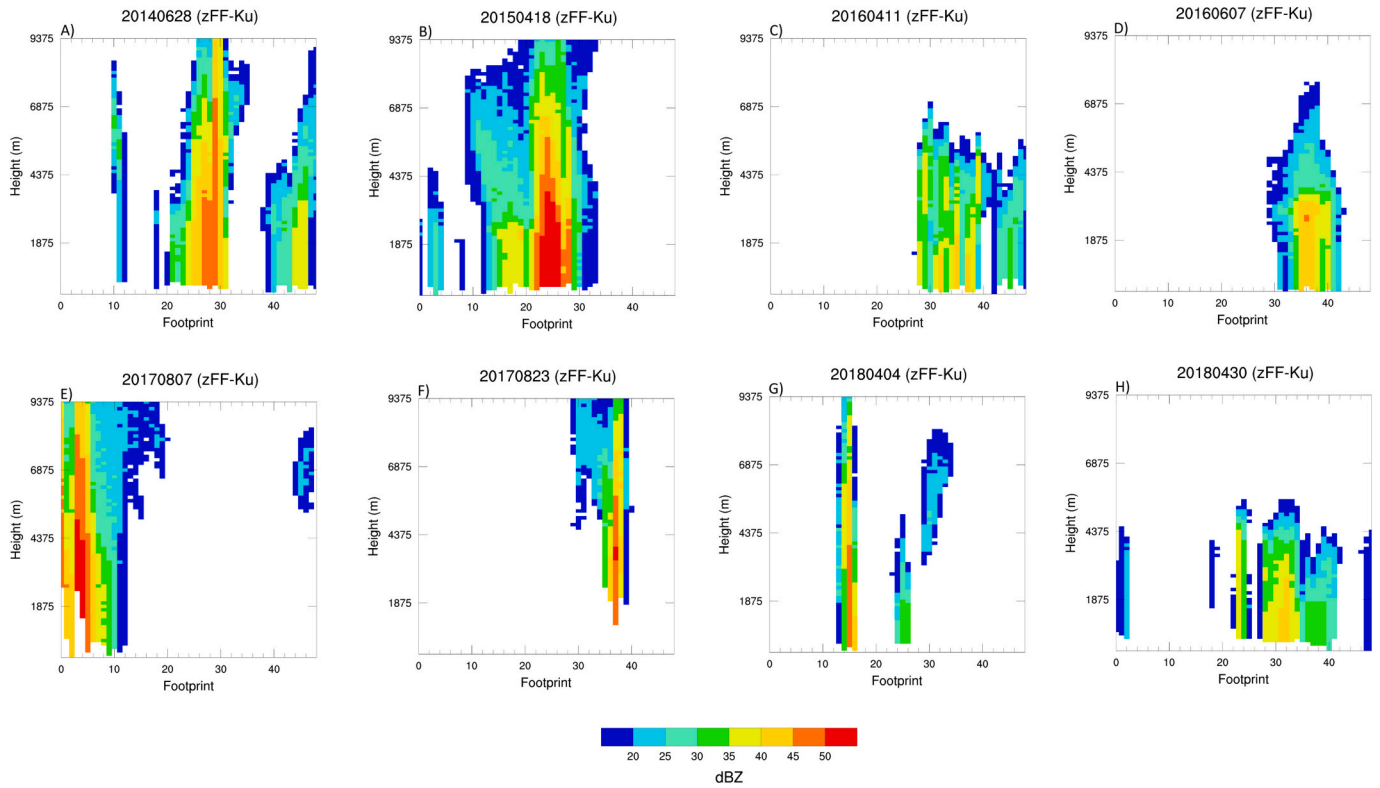 20140628 (zFF-Ku)
A)
9375
6875
4375
1875
Height (m)
0 10 20 30 40
Footprint
20150418 (zFF-Ku)
B)
9375
6875
4375
1875
Height (m)
0 10 20 30 40
Footprint
20160411 (zFF-Ku)
C)
9375
6875
4375
1875
Height (m)
0 10 20 30 40
Footprint
20160607 (zFF-Ku)
D)
9375
6875
4375
1875
Height (m)
0 10 20 30 40
Footprint
20170807 (zFF-Ku)
E)
9375
6875
4375
1875
Height (m)
0 10 20 30 40
Footprint
20170823 (zFF-Ku)
F)
9375
6875
4375
1875
Height (m)
0 10 20 30 40
Footprint
20180404 (zFF-Ku)
G)
9375
6875
4375
1875
Height (m)
0 10 20 30 40
Footprint
20180430 (zFF-Ku)
H)
9375
6875
4375
1875
Height (m)
0 10 20 30 40
Footprint
20 25 30 35 40 45 50
dBZ